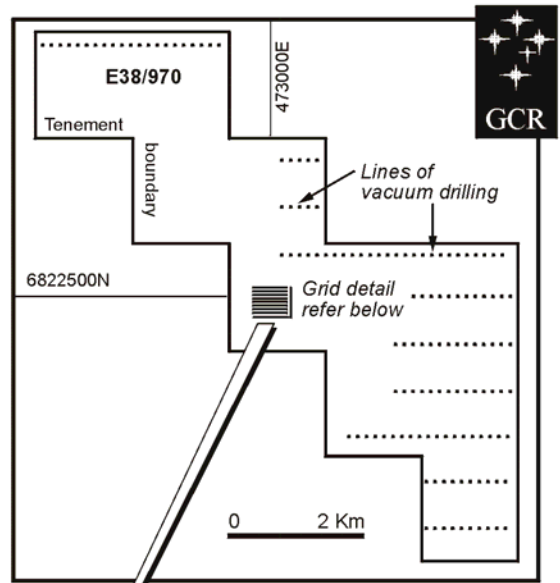 E38/970
473000E
GCR
Tenement
boundary
Lines of
vacuum drilling
6822500N
Grid detail
refer below
0 2 Km